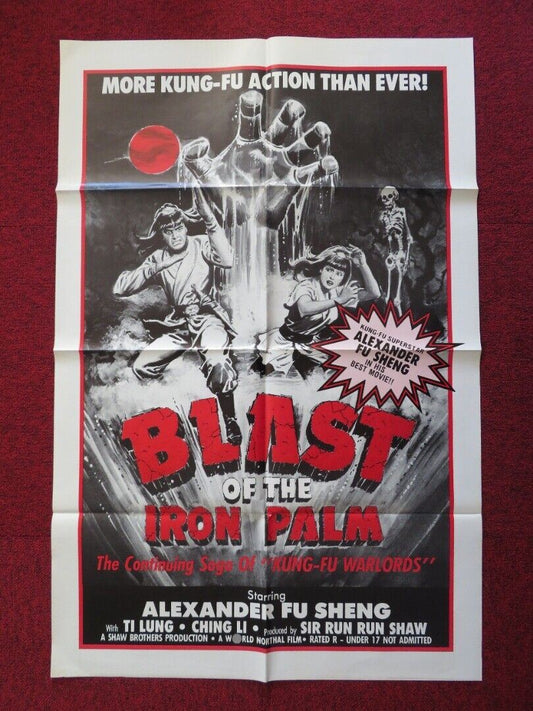 MORE KUNG-FU ACTION THAN EVER!
KUNG-FU SUPERSTAR
ALEXANDER
FU SHENG
IN HIS
BEST MOVIE!!
BLAST
OF THE
IRON PALM
The Continuing Saga Of "KUNG-FU WARLORDS"
Starring
ALEXANDER FU SHENG
With TI LUNG • CHING LI • Produced by SIR RUN RUN SHAW
A SHAW BROTHERS PRODUCTION • A WORLD NORTHAL FILM • RATED R - UNDER 17 NOT ADMITTED